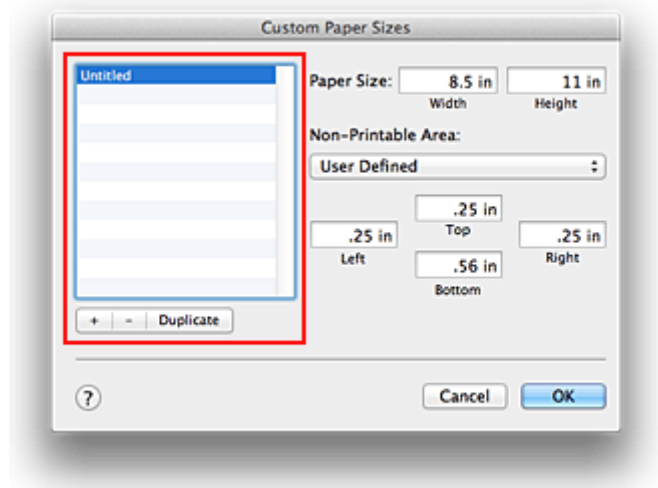 Custom Paper Sizes
Untitled
+ - Duplicate
Paper Size: 8.5 in 11 in
Width Height
Non-Printable Area:
User Defined
.25 in
Top
.25 in .25 in
Left Right
.56 in
Bottom
?
Cancel OK